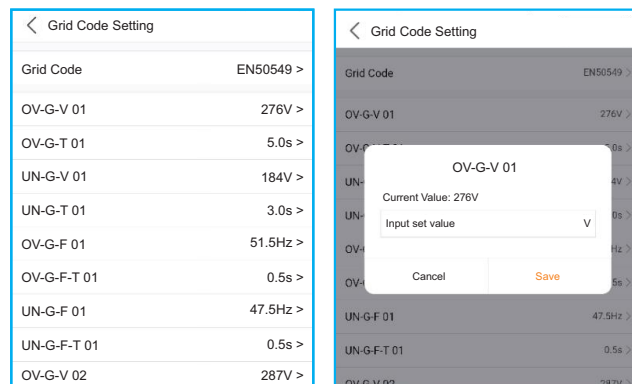 Grid Code Setting
Grid Code EN50549 >
OV-G-V 01 276V >
OV-G-T 01 5.0s >
UN-G-V 01 184V >
UN-G-T 01 3.0s >
OV-G-F 01 51.5Hz >
OV-G-F-T 01 0.5s >
UN-G-F 01 47.5Hz >
UN-G-F-T 01 0.5s >
OV-G-V 02 287V >
Grid Code Setting
Grid Code EN50549 >
OV-G-V 01 276V >
OV-G-V 01
Current Value: 276V
Input set value V
Cancel Save
UN-G-F 01 47.5Hz >
UN-G-F-T 01 0.5s >
OV-G-V 02 287V >